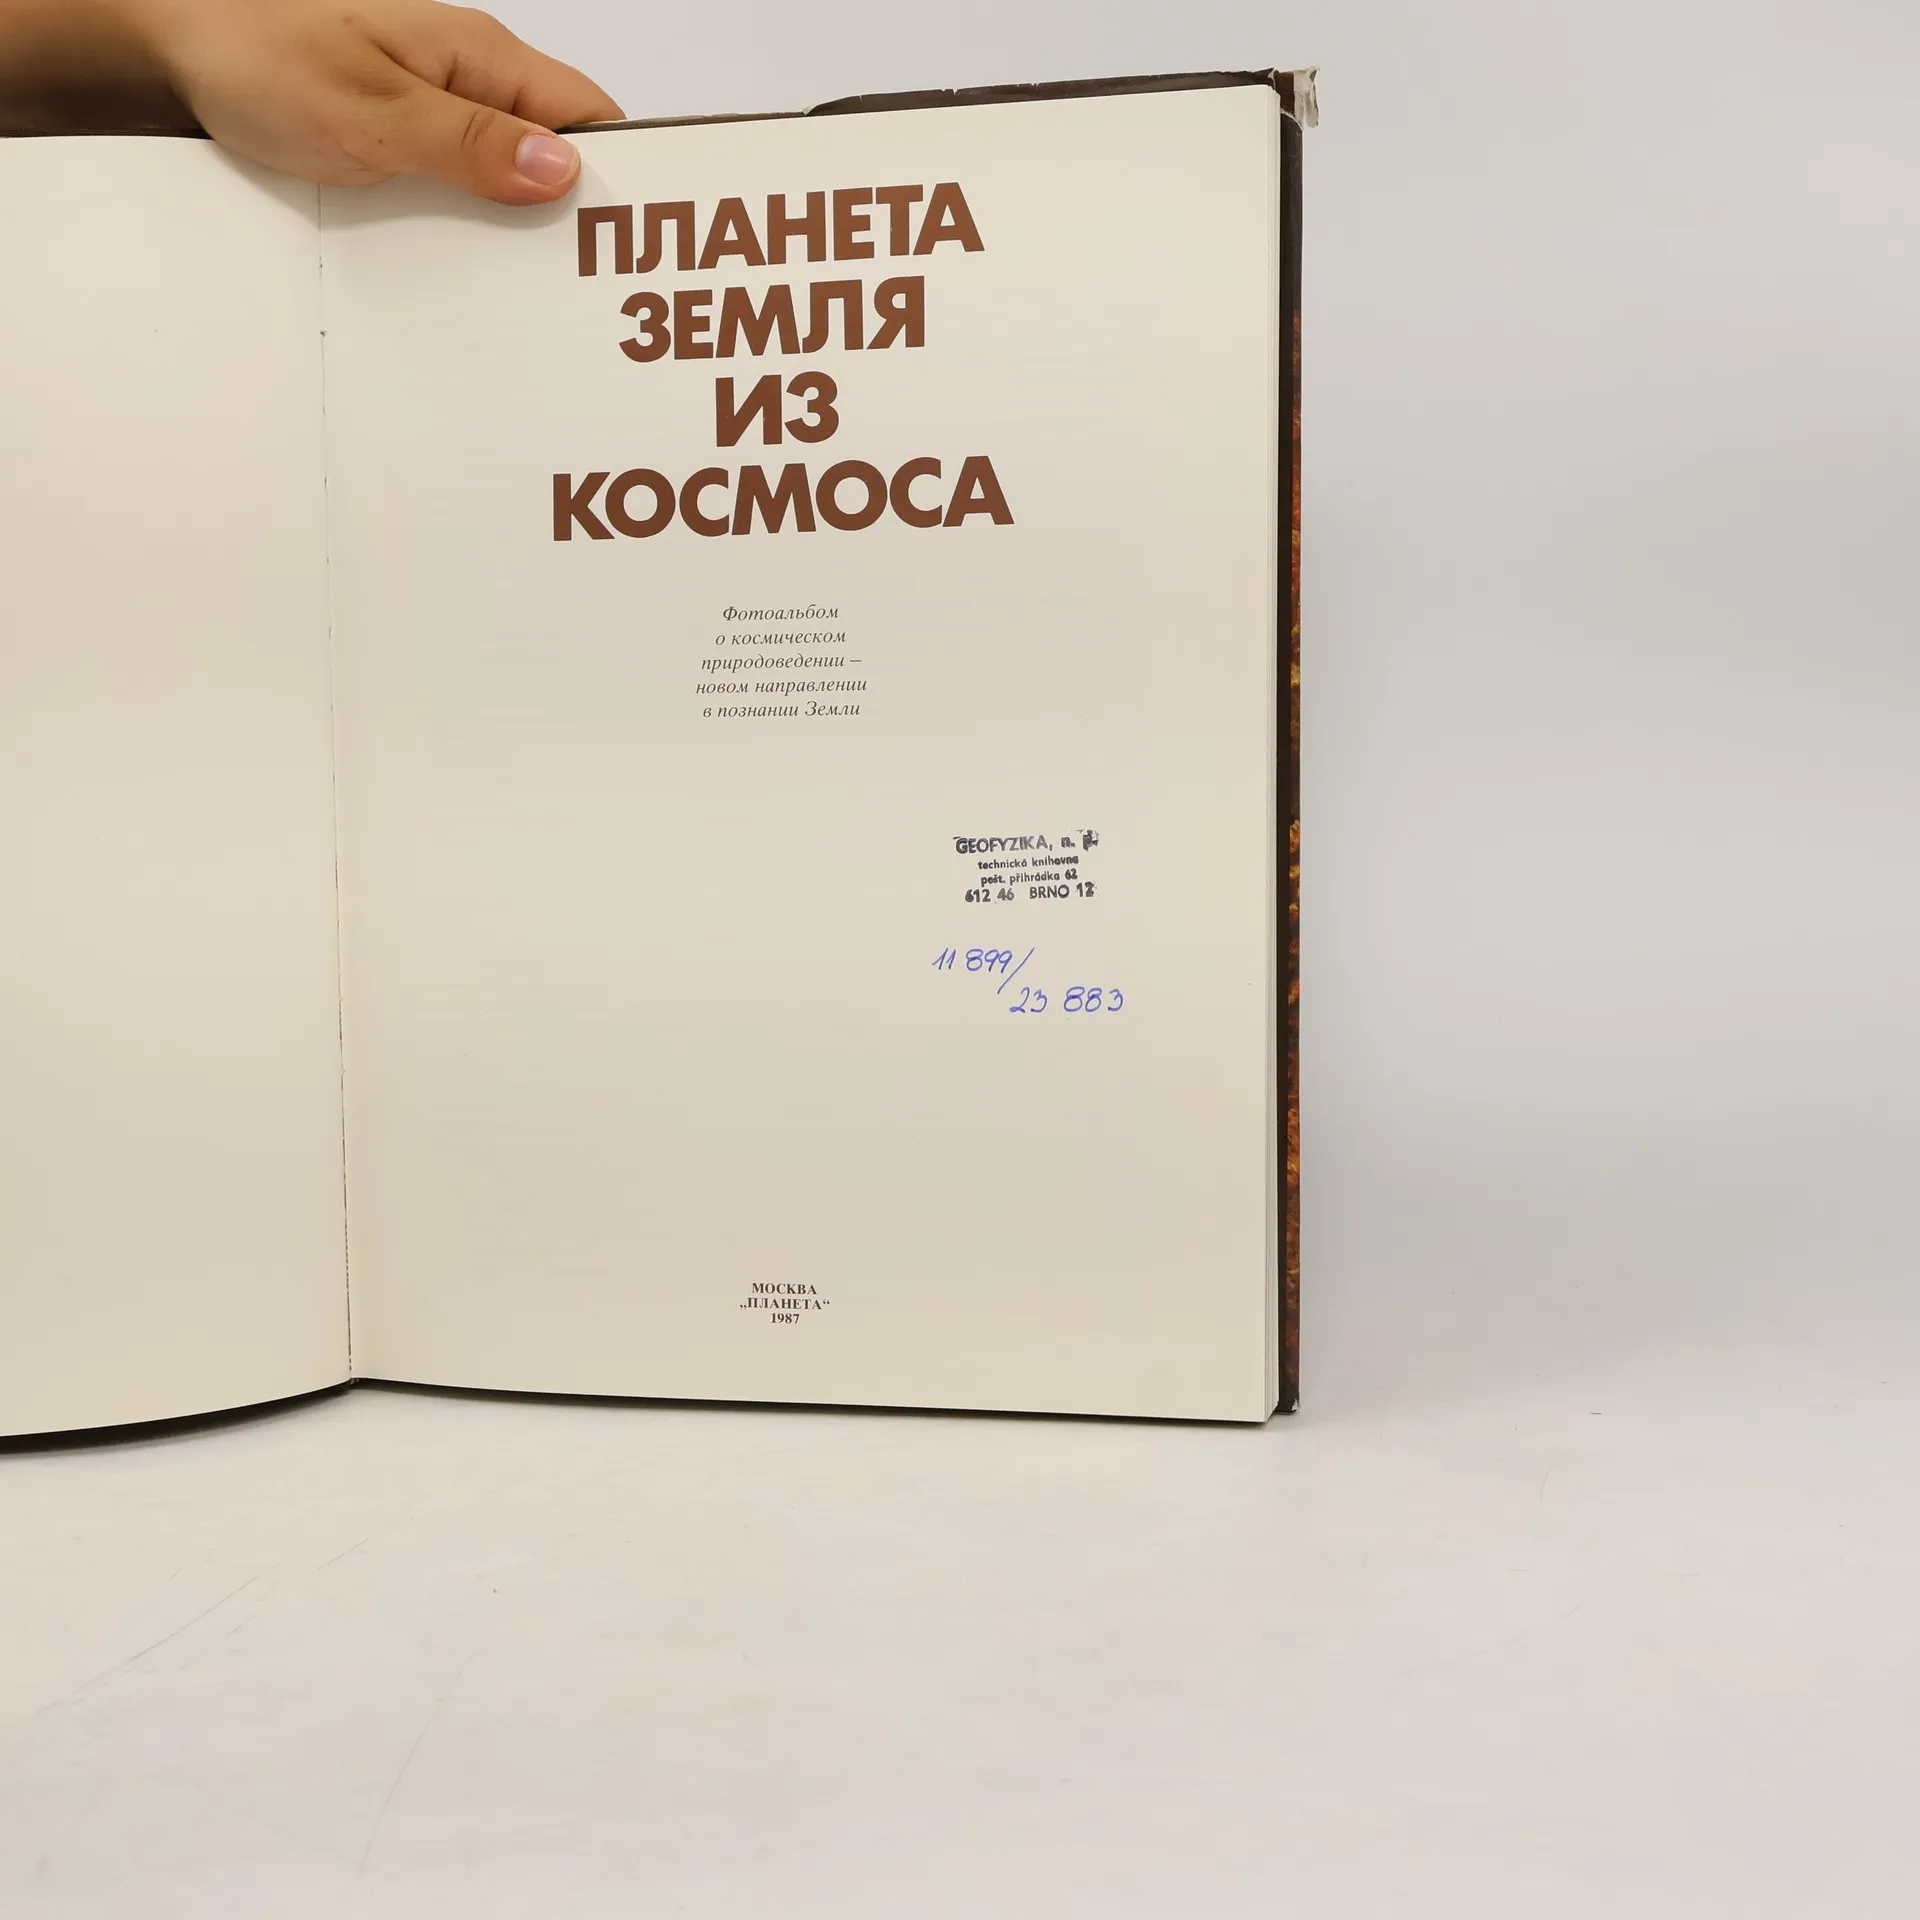 ПЛАНЕТА
ЗЕМЛЯ
ИЗ
КОСМОСА
Фотоальбом
о космическом
природоведении –
новом направлении
в познании Земли
GEOFYZIKA, n. p.
technická knihovna
pošt. přihrádka 62
612 46 BRNO 12
11 899/
23 883
МОСКВА
„ПЛАНЕТА“
1987